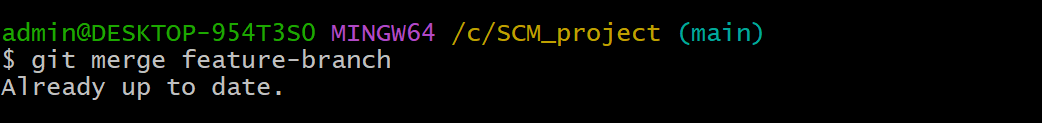 admin@DESKTOP-954T3SO MINGW64 /c/SCM_project (main)
$ git merge feature-branch
Already up to date.